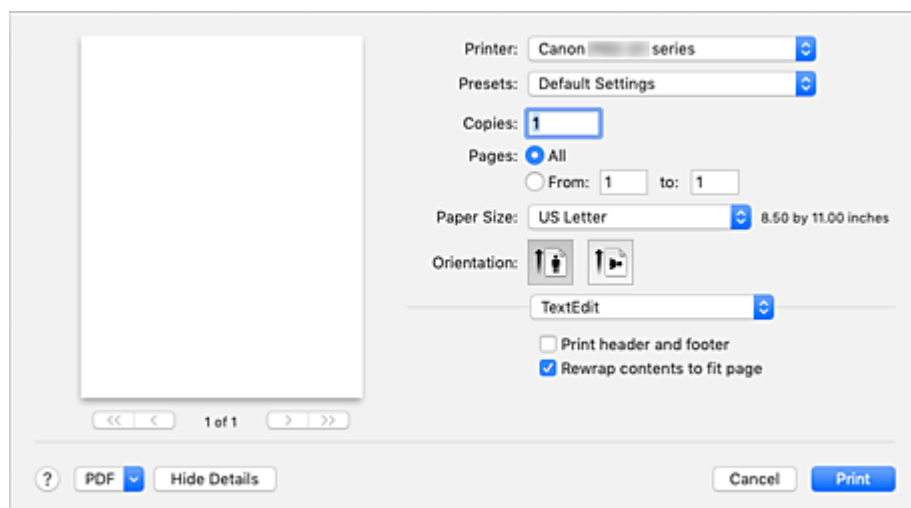 Printer: Canon series
Presets: Default Settings
Copies: 1
Pages: All
From: 1 to: 1
Paper Size: US Letter 8.50 by 11.00 inches
Orientation:
TextEdit
Print header and footer
Rewrap contents to fit page
<< < 1 of 1 > >>
? PDF Hide Details Cancel Print